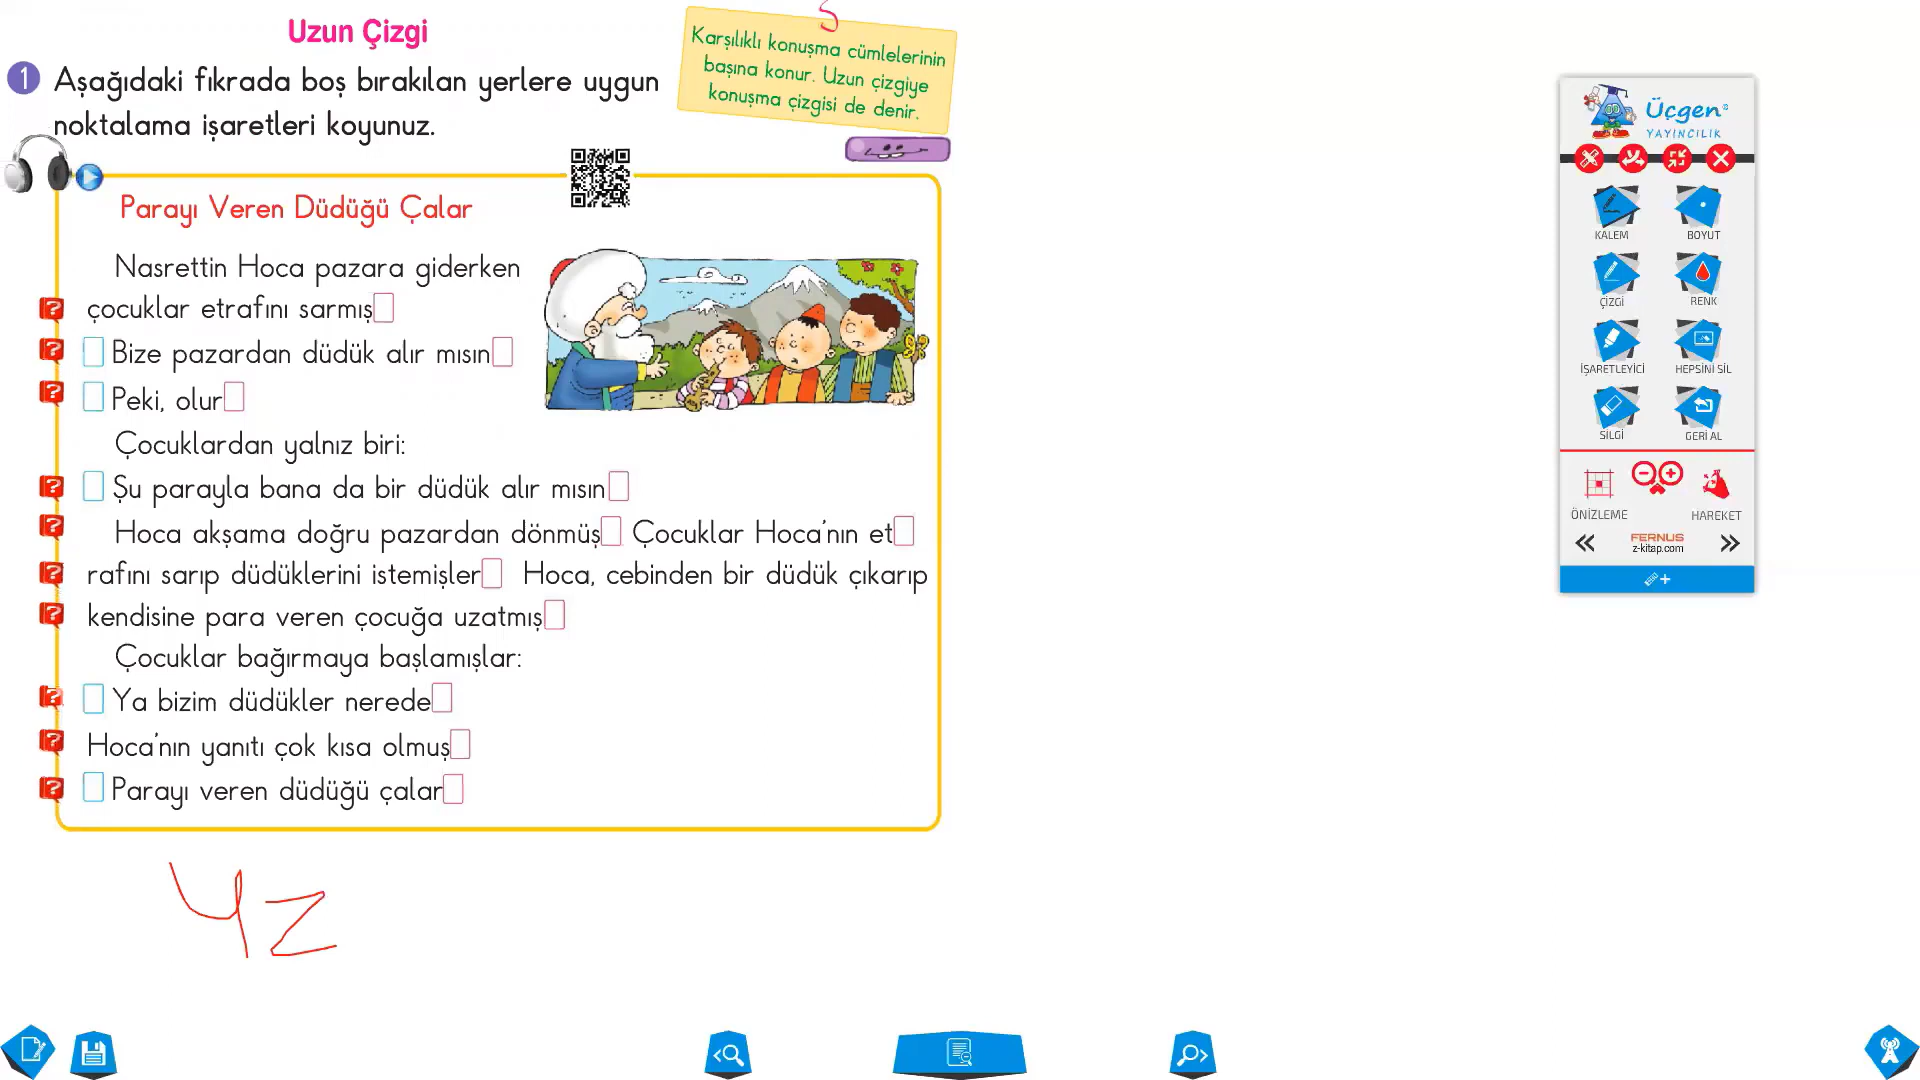 Uzun Çizgi
Karşılıklı konuşma cümlelerinin
başına konur. Uzun çizgiye
konuşma çizgisi de denir.
1 Aşağıdaki fıkrada boş bırakılan yerlere uygun
noktalama işaretleri koyunuz.
Parayı Veren Düdüğü Çalar
Nasrettin Hoca pazara giderken
çocuklar etrafını sarmış
Bize pazardan düdük alır mısın
Peki, olur
Çocuklardan yalnız biri:
Şu parayla bana da bir düdük alır mısın
Hoca akşama doğru pazardan dönmüş Çocuklar Hoca'nın et
rafını sarıp düdüklerini istemişler Hoca, cebinden bir düdük çıkarıp
kendisine para veren çocuğa uzatmış
Çocuklar bağırmaya başlamışlar:
Ya bizim düdükler nerede
Hoca'nın yanıtı çok kısa olmuş
Parayı veren düdüğü çalar
YZ
Üçgen
YAYINCILIK
KALEM BOYUT
ÇİZGİ RENK
İŞARETLEYİCİ HEPSİNİ SİL
SİLGİ GERİ AL
ÖNİZLEME HAREKET
FERNUS
z-kitap.com